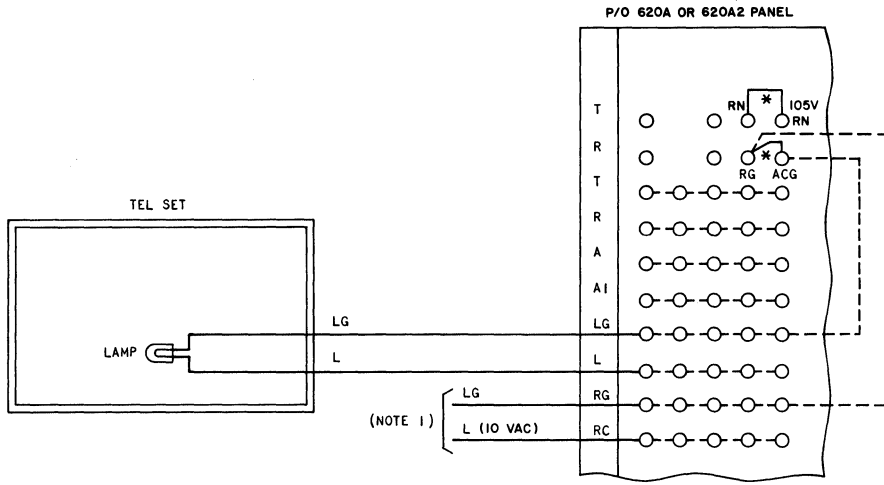 P/O 620A OR 620A2 PANEL
RN * 105V
T RN
R *
RG ACG
T
TEL SET
R
A
A1
LG LG
LAMP
L L
LG RG
(NOTE 1)
L (10 VAC) RC